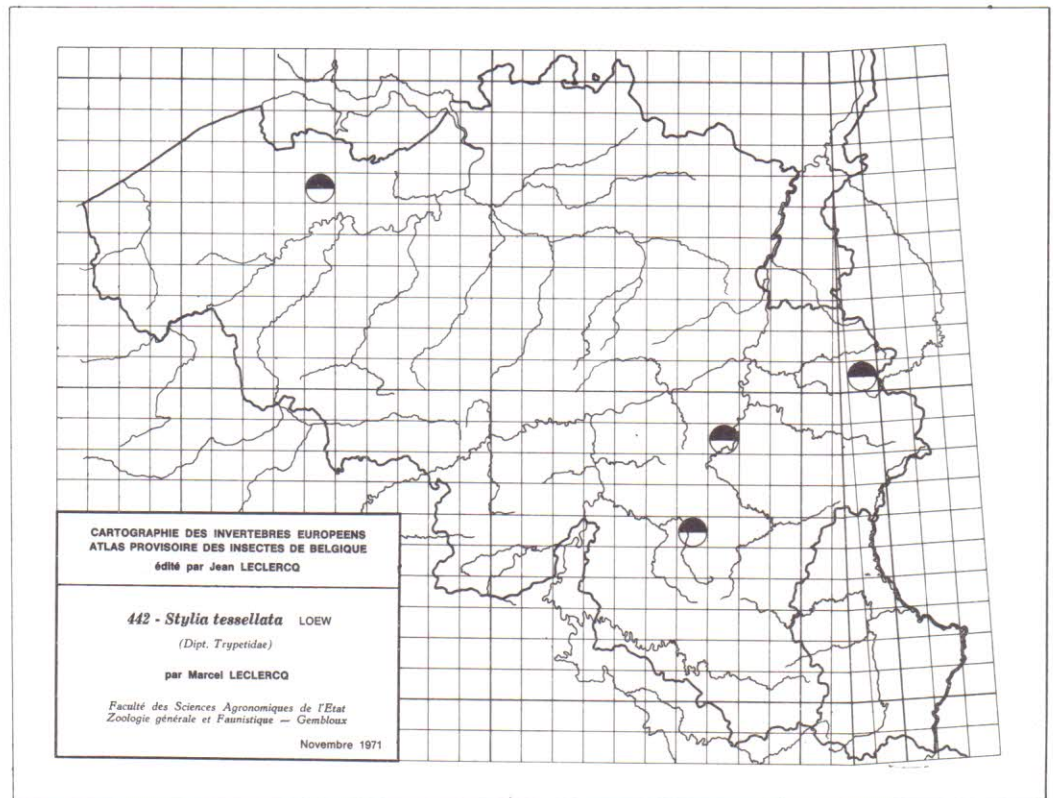 CARTOGRAPHIE DES INVERTEBRES EUROPEENS
ATLAS PROVISOIRE DES INSECTES DE BELGIQUE
édité par Jean LECLERCQ
442 - Stylia tessellata LOEW
(Dipt. Trypetidae)
par Marcel LECLERCQ
Faculté des Sciences Agronomiques de l'Etat
Zoologie générale et Faunistique — Gembloux
Novembre 1971